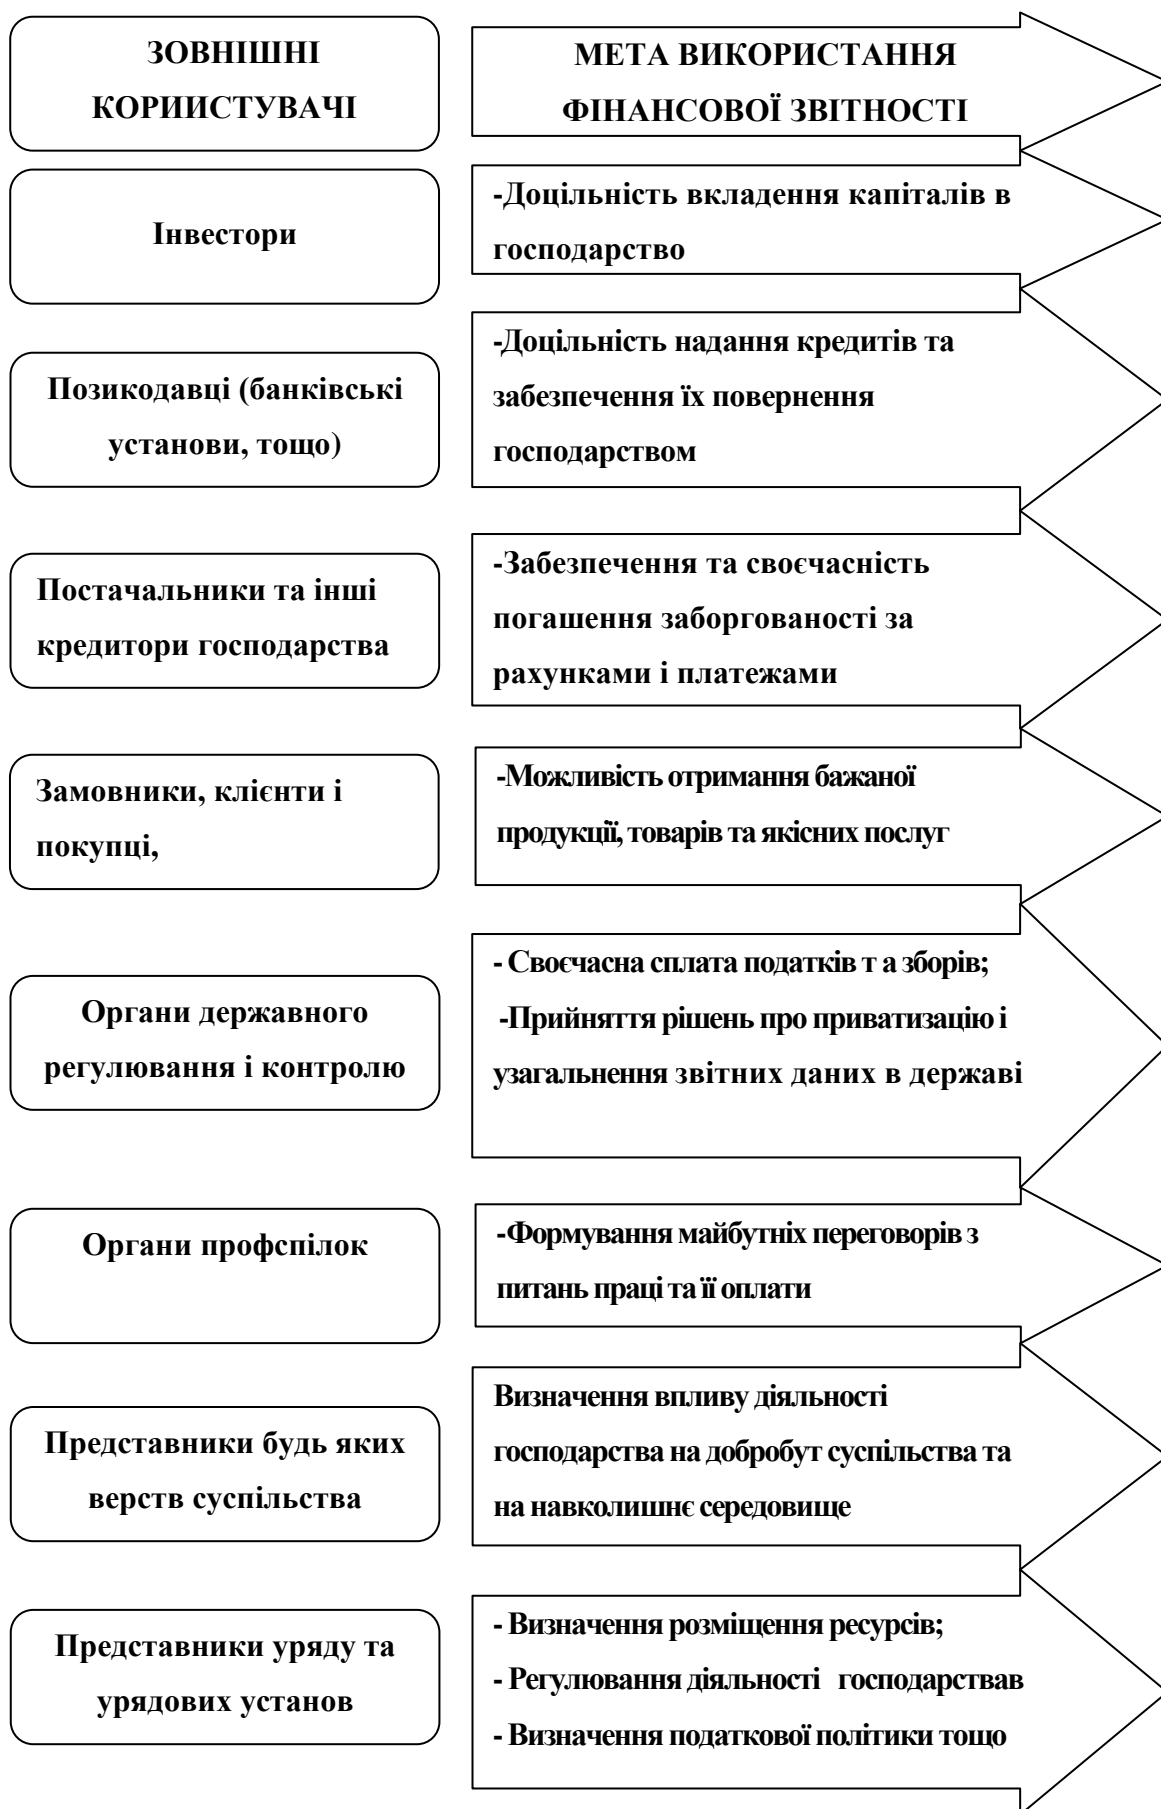 ЗОВНІШНІ
КОРИИСТУВАЧІ
МЕТА ВИКОРИСТАННЯ
ФІНАНСОВОЇ ЗВІТНОСТІ
Інвестори
-Доцільність вкладення капіталів в
господарство
Позикодавці (банківські
установи, тощо)
-Доцільність надання кредитів та
забезпечення їх повернення
господарством
Постачальники та інші
кредитори господарства
-Забезпечення та своєчасність
погашення заборгованості за
рахунками і платежами
Замовники, клієнти і
покупці,
-Можливість отримання бажаної
продукції, товарів та якісних послуг
Органи державного
регулювання і контролю
- Своєчасна сплата податків т а зборів;
-Прийняття рішень про приватизацію і
узагальнення звітних даних в державі
Органи профспілок
-Формування майбутніх переговорів з
питань праці та її оплати
Представники будь яких
верств суспільства
Визначення впливу діяльності
господарства на добробут суспільства та
на навколишнє середовище
Представники уряду та
урядових установ
- Визначення розміщення ресурсів;
- Регулювання діяльності господарствав
- Визначення податкової політики тощо